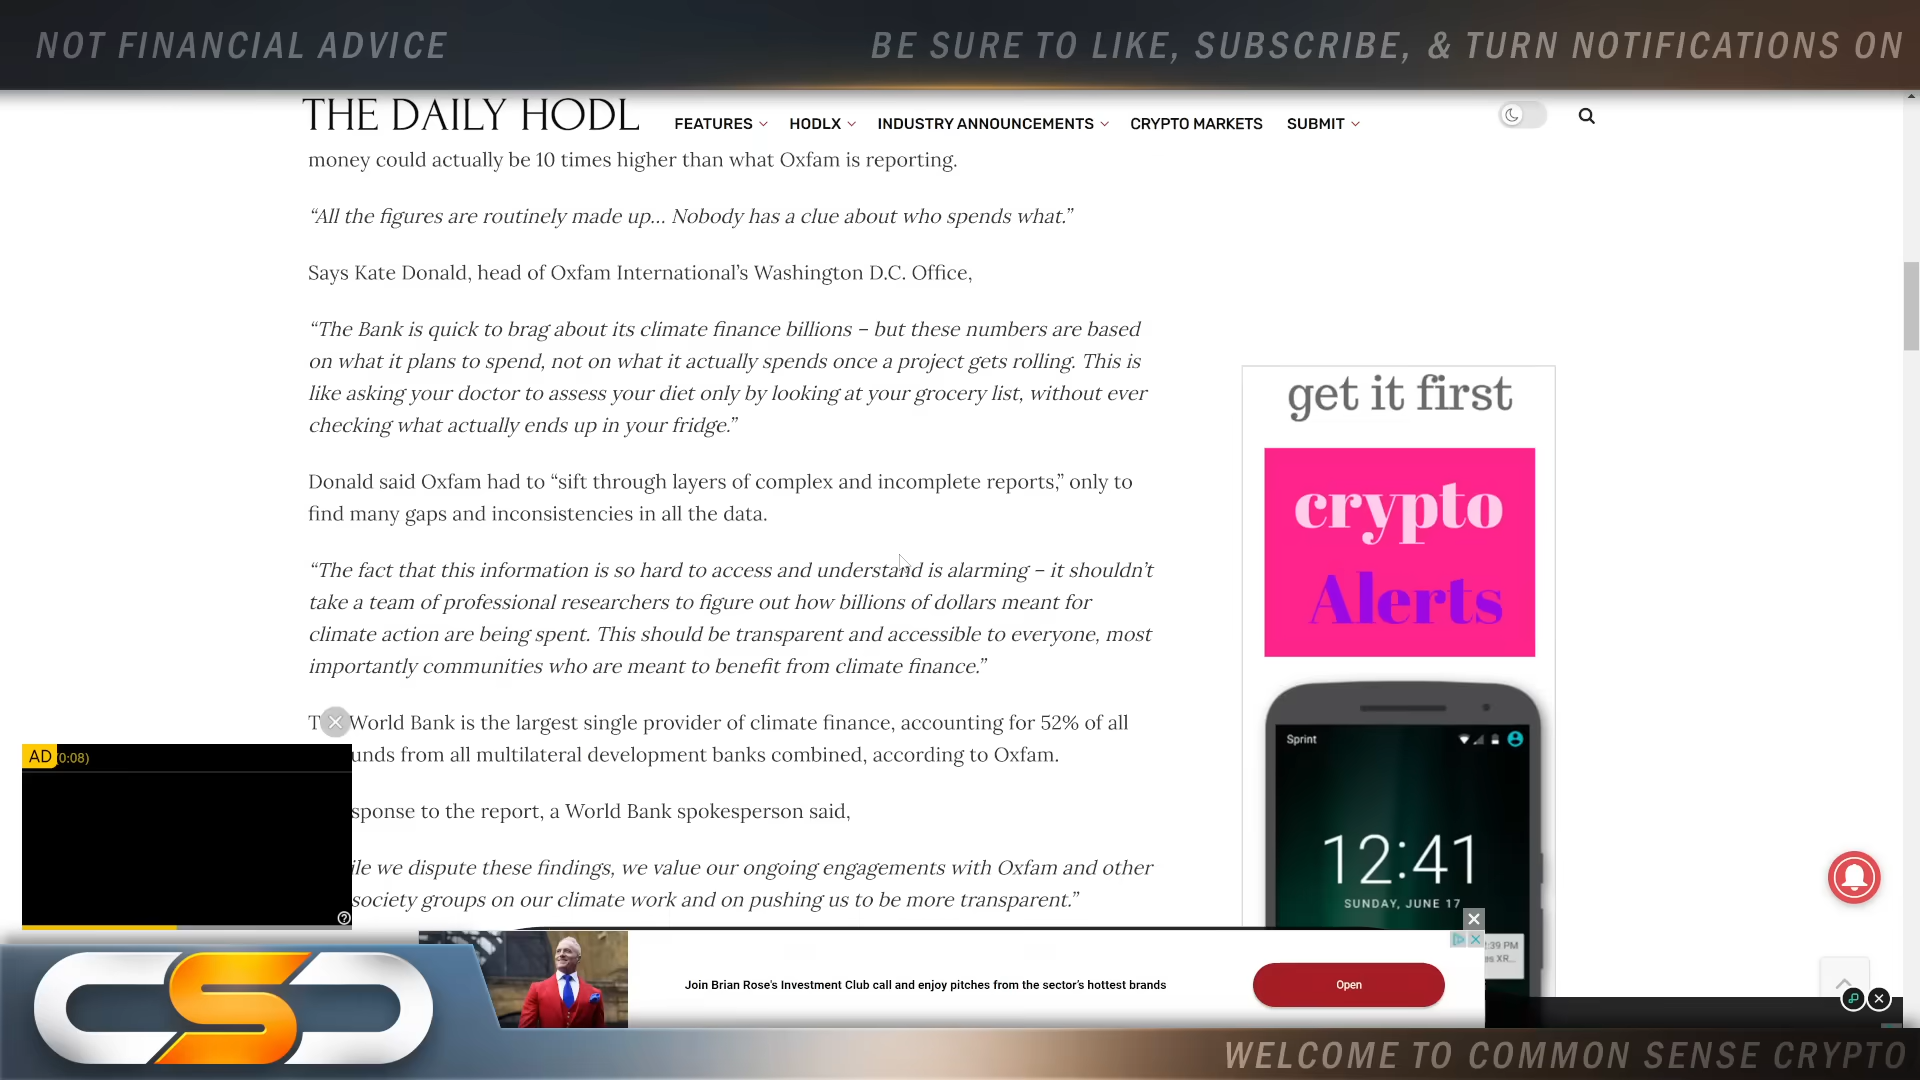 NOT FINANCIAL ADVICE
BE SURE TO LIKE, SUBSCRIBE, & TURN NOTIFICATIONS ON
THE DAILY HODL
FEATURES
HODLX
INDUSTRY ANNOUNCEMENTS
CRYPTO MARKETS
SUBMIT
money could actually be 10 times higher than what Oxfam is reporting.
“All the figures are routinely made up… Nobody has a clue about who spends what.”
Says Kate Donald, head of Oxfam International’s Washington D.C. Office,
“The Bank is quick to brag about its climate finance billions – but these numbers are based
on what it plans to spend, not on what it actually spends once a project gets rolling. This is
like asking your doctor to assess your diet only by looking at your grocery list, without ever
checking what actually ends up in your fridge.”
Donald said Oxfam had to “sift through layers of complex and incomplete reports,” only to
find many gaps and inconsistencies in all the data.
“The fact that this information is so hard to access and understand is alarming – it shouldn’t
take a team of professional researchers to figure out how billions of dollars meant for
climate action are being spent. This should be transparent and accessible to everyone, most
importantly communities who are meant to benefit from climate finance.”
World Bank is the largest single provider of climate finance, accounting for 52% of all
from all multilateral development banks combined, according to Oxfam.
to the report, a World Bank spokesperson said,
we dispute these findings, we value our ongoing engagements with Oxfam and other
society groups on our climate work and on pushing us to be more transparent.”
get it first
crypto
Alerts
Sprint
12:41
SUNDAY, JUNE 17
:39 PM
AD (0:08)
Join Brian Rose's Investment Club call and enjoy pitches from the sector's hottest brands
Open
CSC
WELCOME TO COMMON SENSE CRYPTO